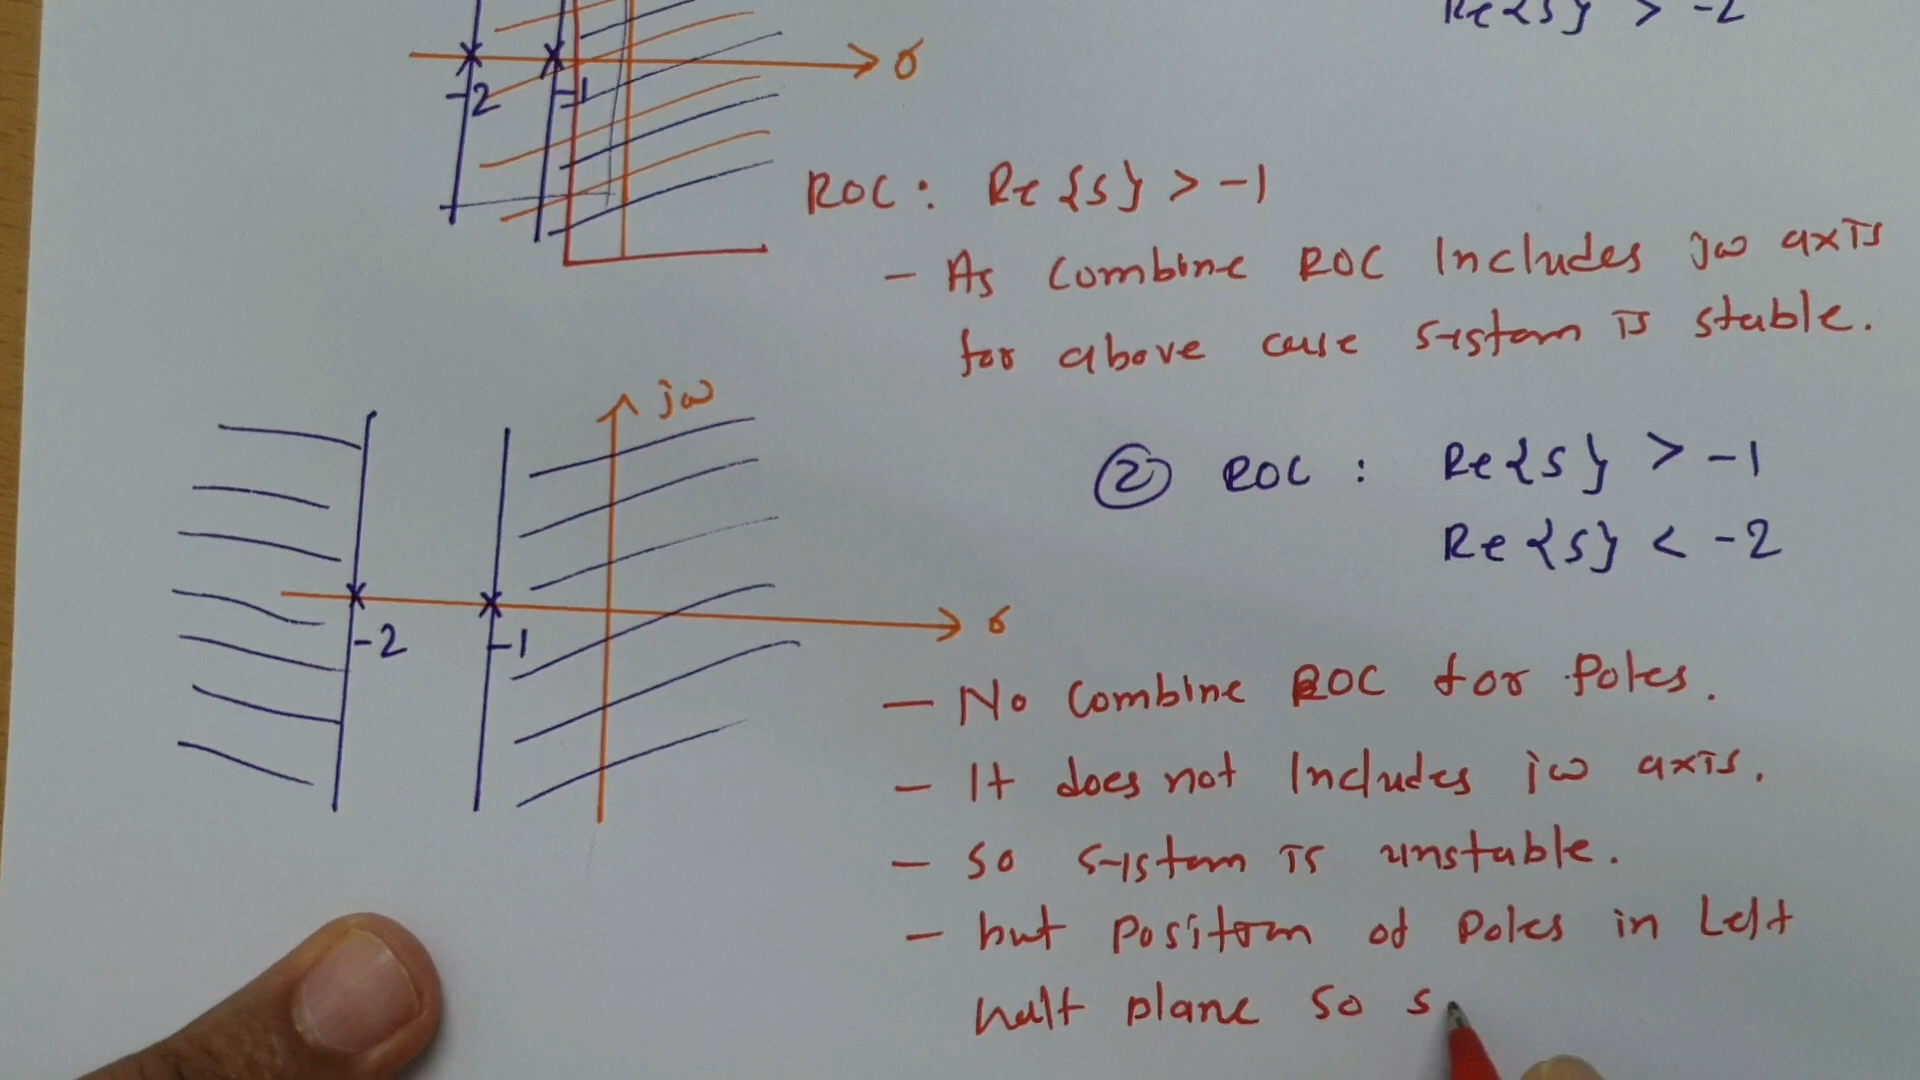 Re{s} > -2
σ
-2 -1
ROC: Re{s} > -1
- As Combine ROC Includes jω axis
for above case system is stable.
jω
② ROC: Re{s} > -1
Re{s} < -2
σ
-2 -1
- No Combine ROC for Poles.
- It does not Includes jω axis.
- so system is unstable.
- but position of Poles in Left
half plane so s